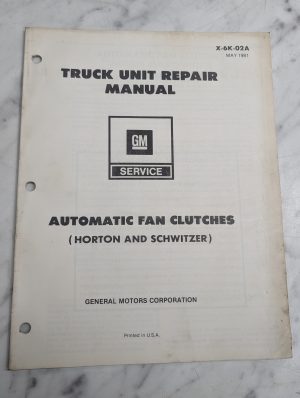 X-6K-02A
MAY 1981
TRUCK UNIT REPAIR
MANUAL
GM
SERVICE
AUTOMATIC FAN CLUTCHES
(HORTON AND SCHWITZER)
GENERAL MOTORS CORPORATION
Printed in U.S.A.